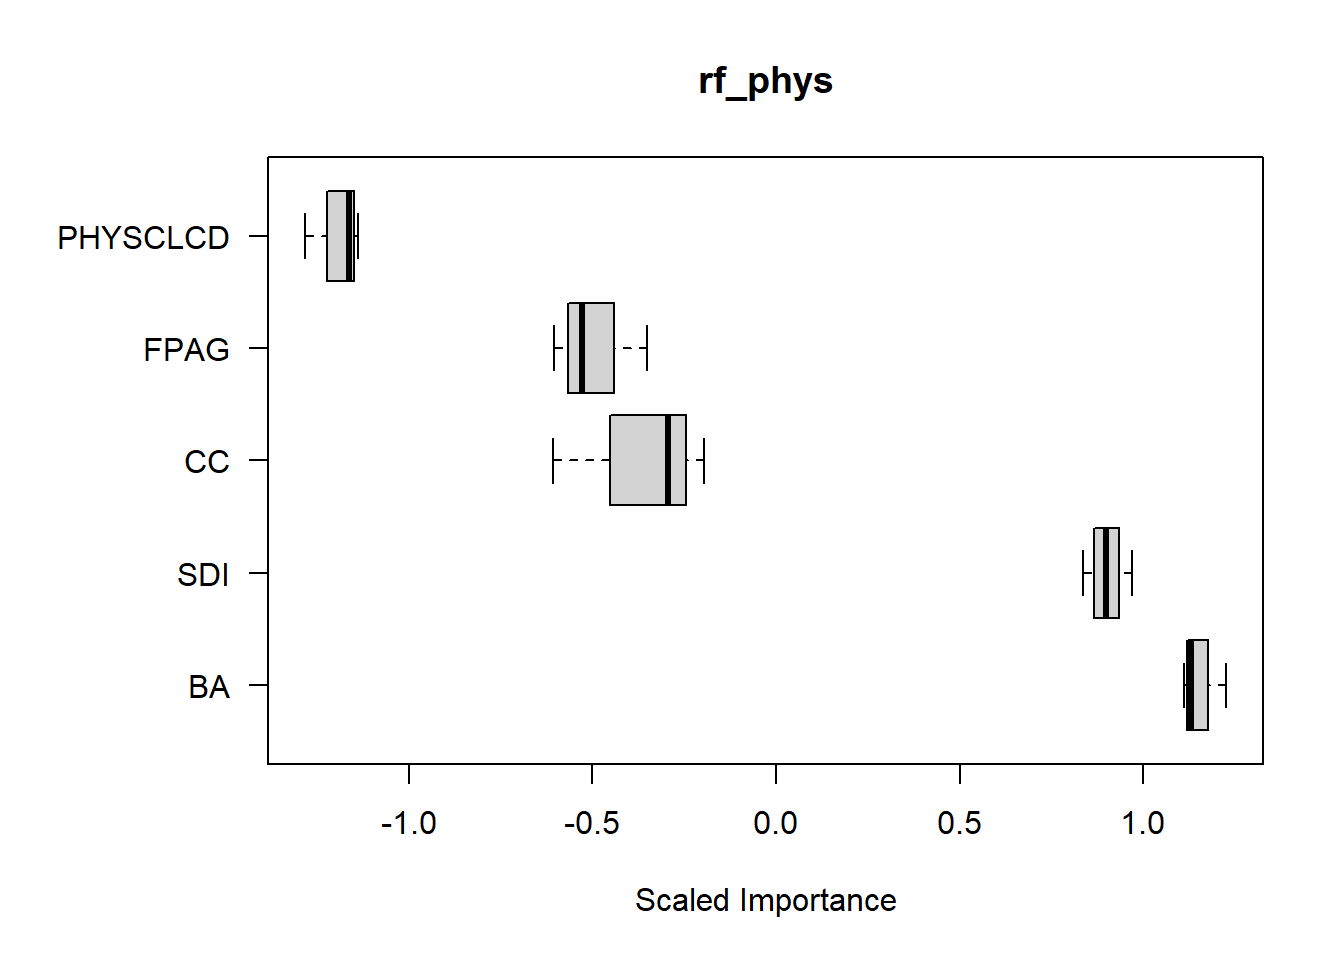 rf_phys
PHYSCLCD
FPAG
CC
SDI
BA
-1.0 -0.5 0.0 0.5 1.0
Scaled Importance